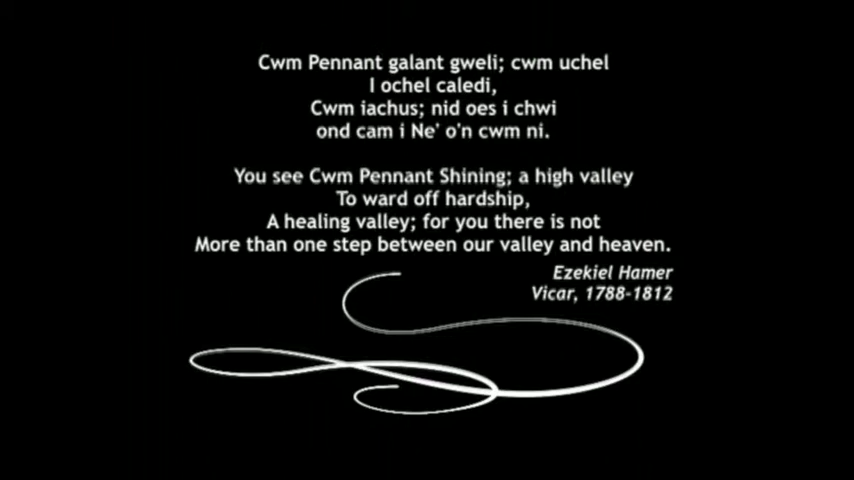 Cwm Pennant galant gweli; cwm uchel
I ochel caledi,
Cwm iachus; nid oes i chwi
ond cam i Ne' o'n cwm ni.
You see Cwm Pennant Shining; a high valley
To ward off hardship,
A healing valley; for you there is not
More than one step between our valley and heaven.
Ezekiel Hamer
Vicar, 1788-1812